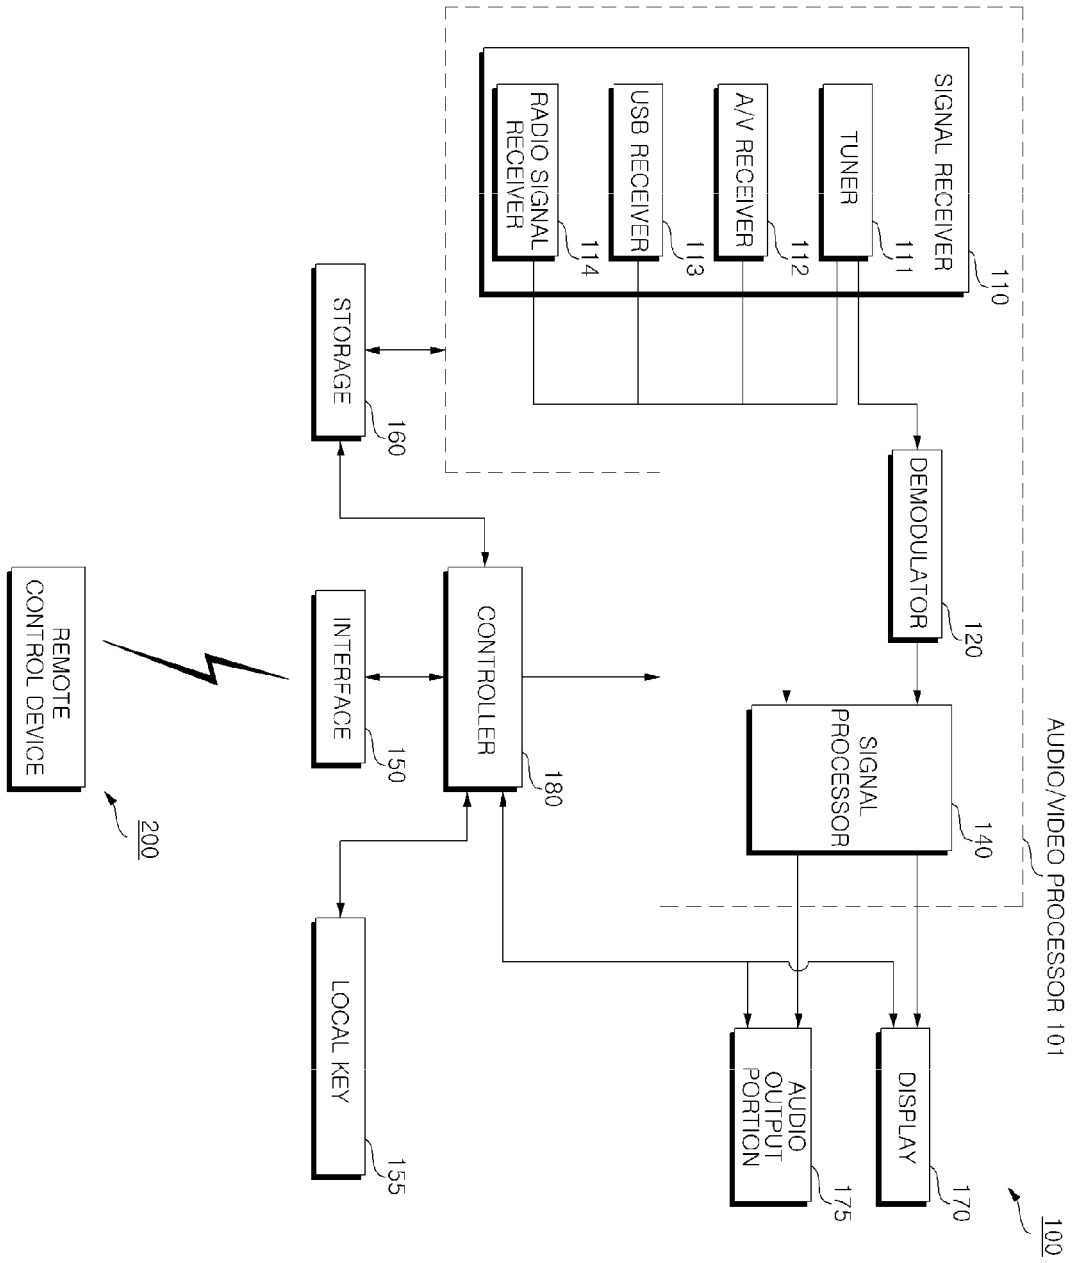 100
AUDIO/VIDEO PROCESSOR 101
SIGNAL RECEIVER
110
TUNER
111
A/V RECEIVER
112
USB RECEIVER
113
RADIO SIGNAL
RECEIVER
114
DEMODULATOR
120
SIGNAL
PROCESSOR
140
DISPLAY
170
AUDIO
OUTPUT
PORTION
175
STORAGE
160
CONTROLLER
180
INTERFACE
150
LOCAL KEY
155
REMOTE
CONTROL DEVICE
200